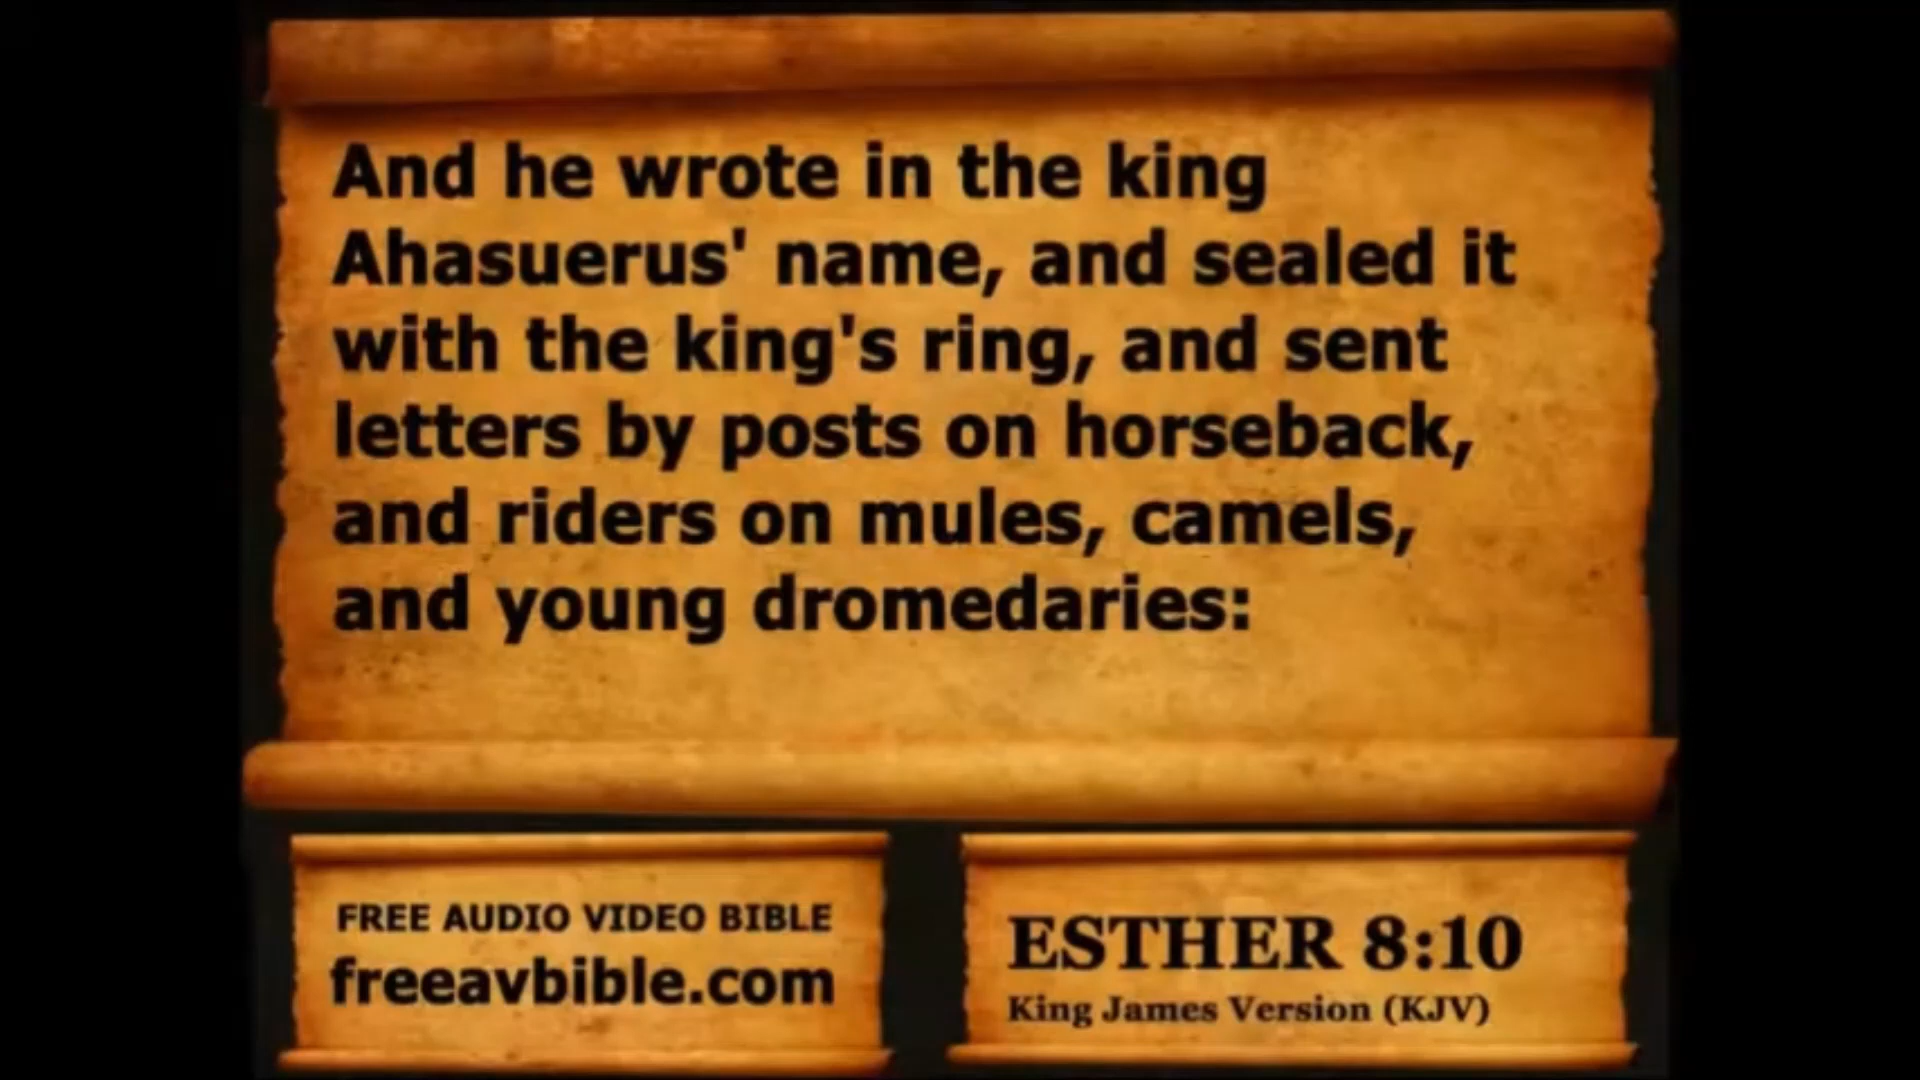 And he wrote in the king
Ahasuerus' name, and sealed it
with the king's ring, and sent
letters by posts on horseback,
and riders on mules, camels,
and young dromedaries:
FREE AUDIO VIDEO BIBLE
freeavbible.com
ESTHER 8:10
King James Version (KJV)